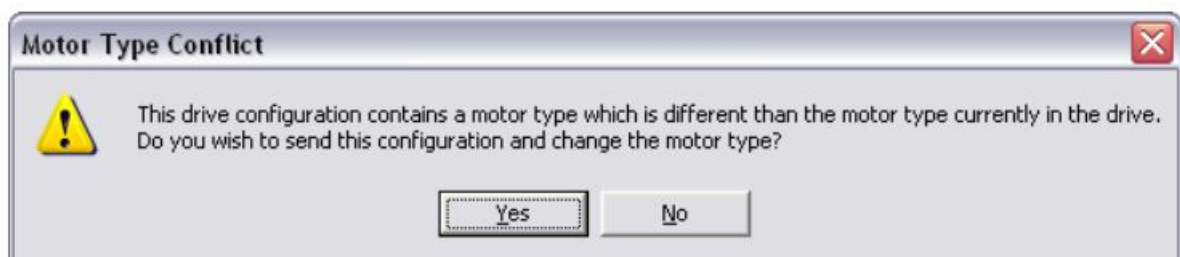 Motor Type Conflict
This drive configuration contains a motor type which is different than the motor type currently in the drive.
Do you wish to send this configuration and change the motor type?
Yes
No